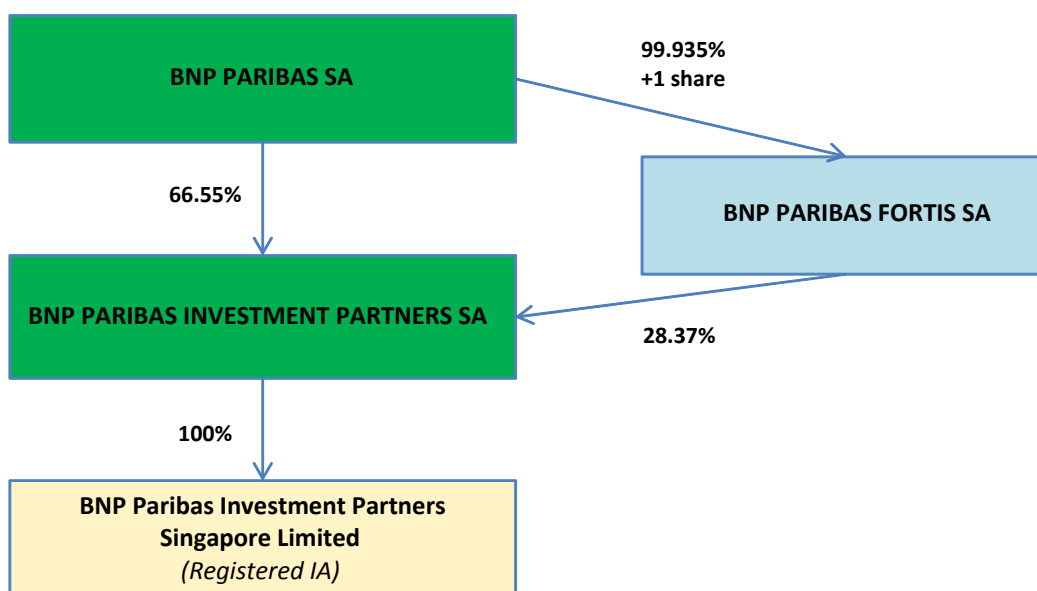 BNP PARIBAS SA
99.935%
+1 share
66.55%
BNP PARIBAS FORTIS SA
BNP PARIBAS INVESTMENT PARTNERS SA
28.37%
100%
BNP Paribas Investment Partners
Singapore Limited
(Registered IA)